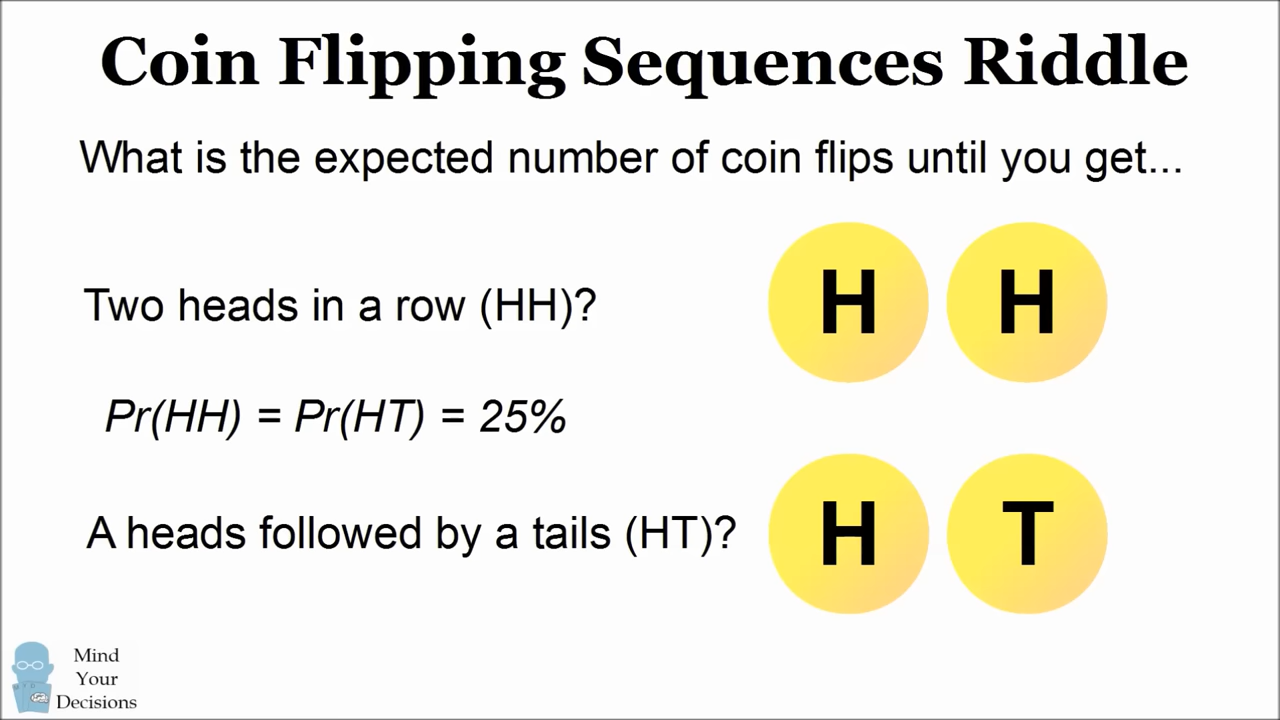 Coin Flipping Sequences Riddle
What is the expected number of coin flips until you get...
Two heads in a row (HH)?
H H
Pr(HH) = Pr(HT) = 25%
A heads followed by a tails (HT)?
H T
Mind
Your
Decisions